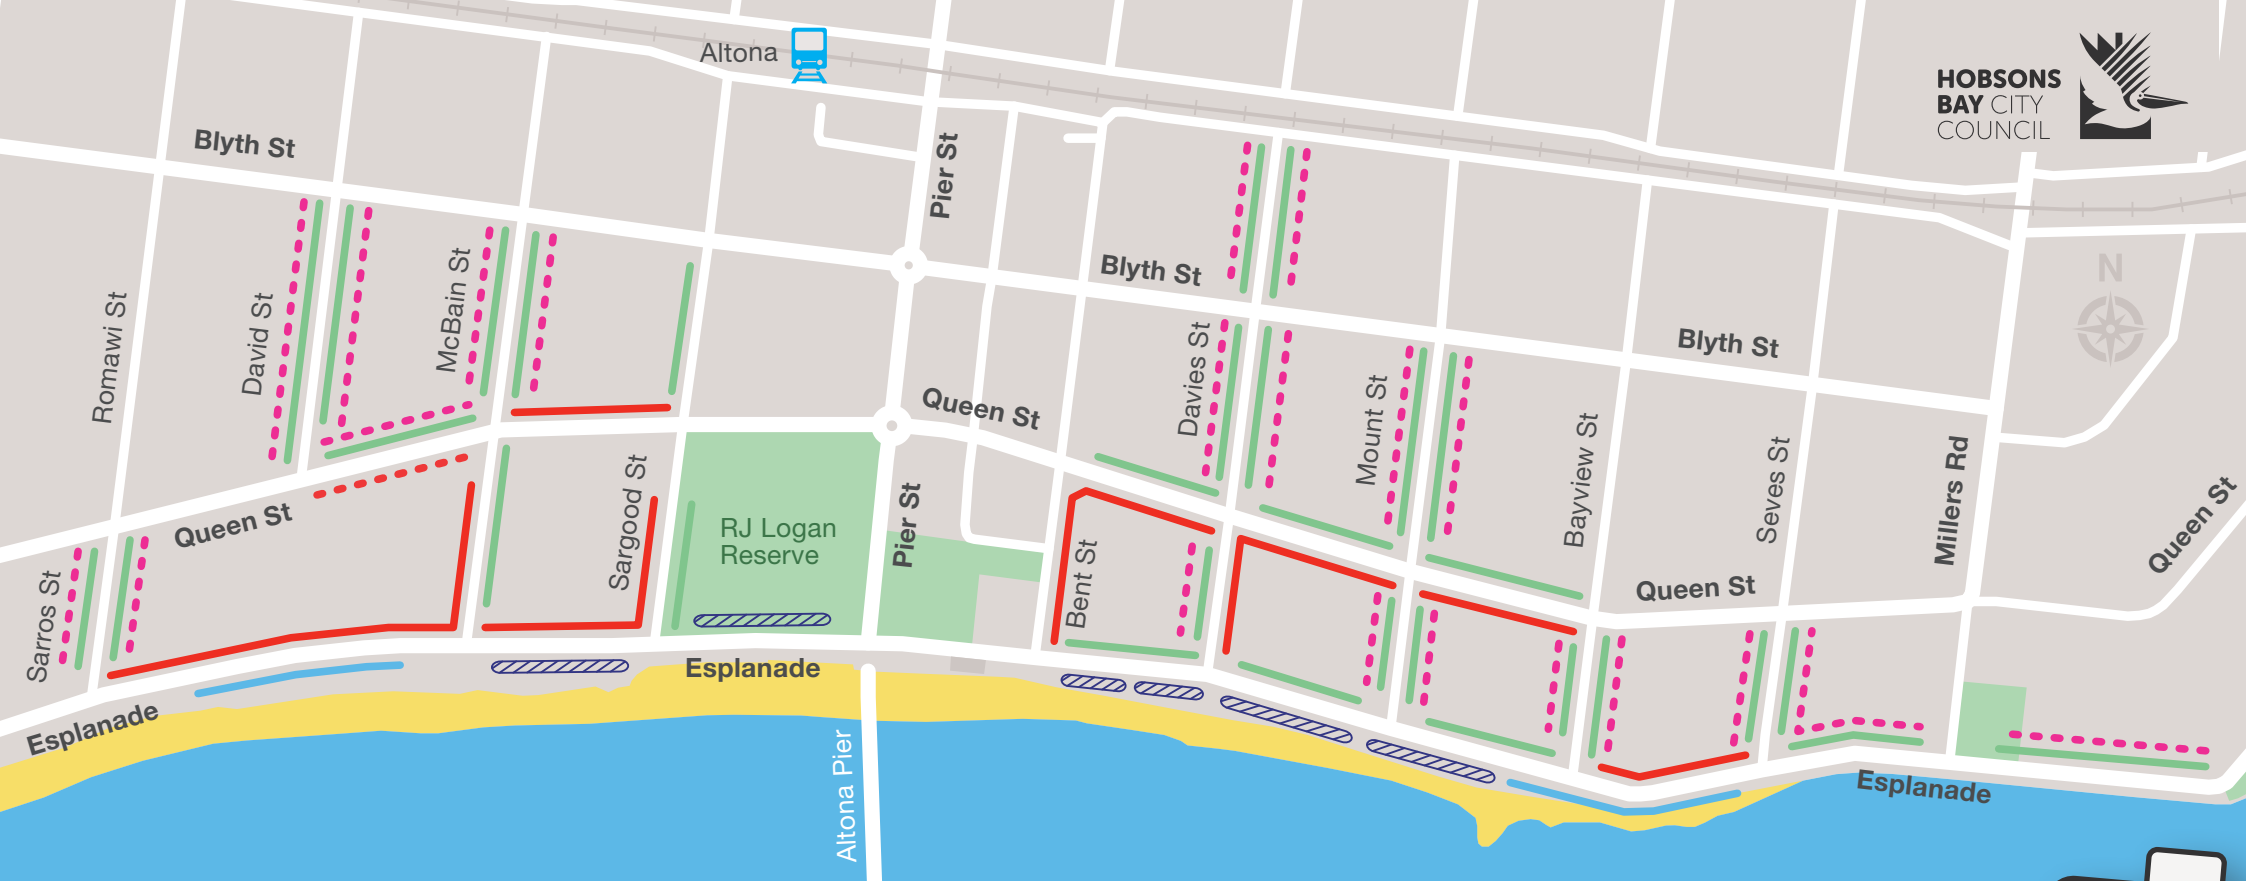 Altona
HOBSONS
BAY CITY
COUNCIL
Blyth St
Pier St
N
Blyth St
Romawi St
David St
McBain St
Davies St
Blyth St
Mount St
Queen St
Bayview St
Seves St
Millers Rd
Queen St
Queen St
Sargood St
RJ Logan
Reserve
Pier St
Bent St
Queen St
Sarros St
Esplanade
Esplanade
Altona Pier
Esplanade